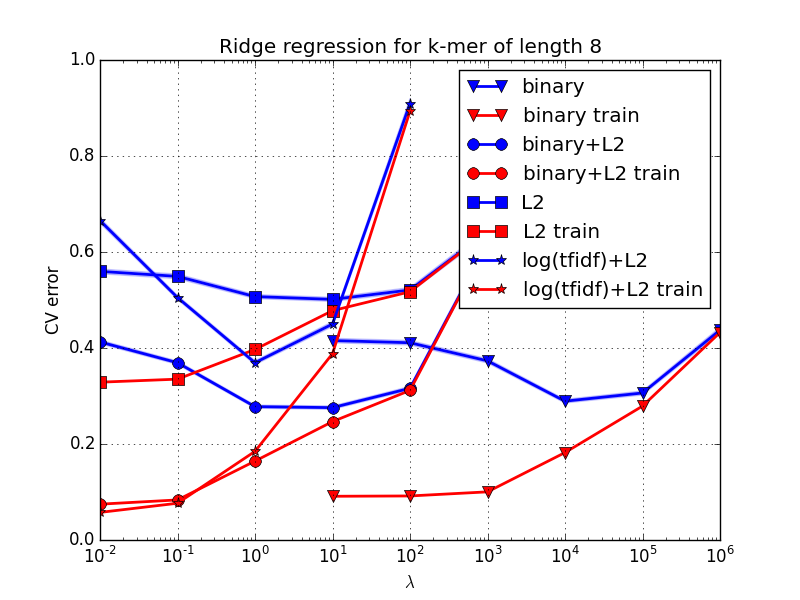 Ridge regression for k-mer of length 8
1.0
0.8
0.6
0.4
0.2
0.0
CV error
binary
binary train
binary+L2
binary+L2 train
L2
L2 train
log(tfidf)+L2
log(tfidf)+L2 train
10^-2 10^-1 10^0 10^1 10^2 10^3 10^4 10^5 10^6
λ